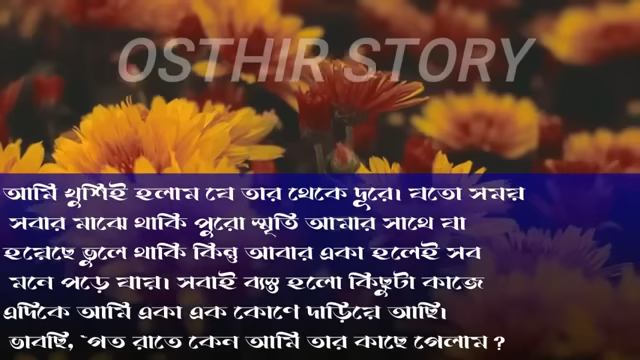 OSTHIR STORY
আমি খুশিই হলাম যে তার থেকে দুরে। যতো সময়
সবার মাঝে থাকি পুরো স্মৃতি আমার সাথে যা
হয়েছে ভুলে থাকি কিন্তু আবার একা হলেই সব
মনে পড়ে যায়। সবাই ব্যস্ত হলো কিছুটা কাজে
এদিকে আমি একা এক কোণে দাড়িয়ে আছি।
ভাবছি, `গত রাতে কেন আমি তার কাছে গেলাম ?